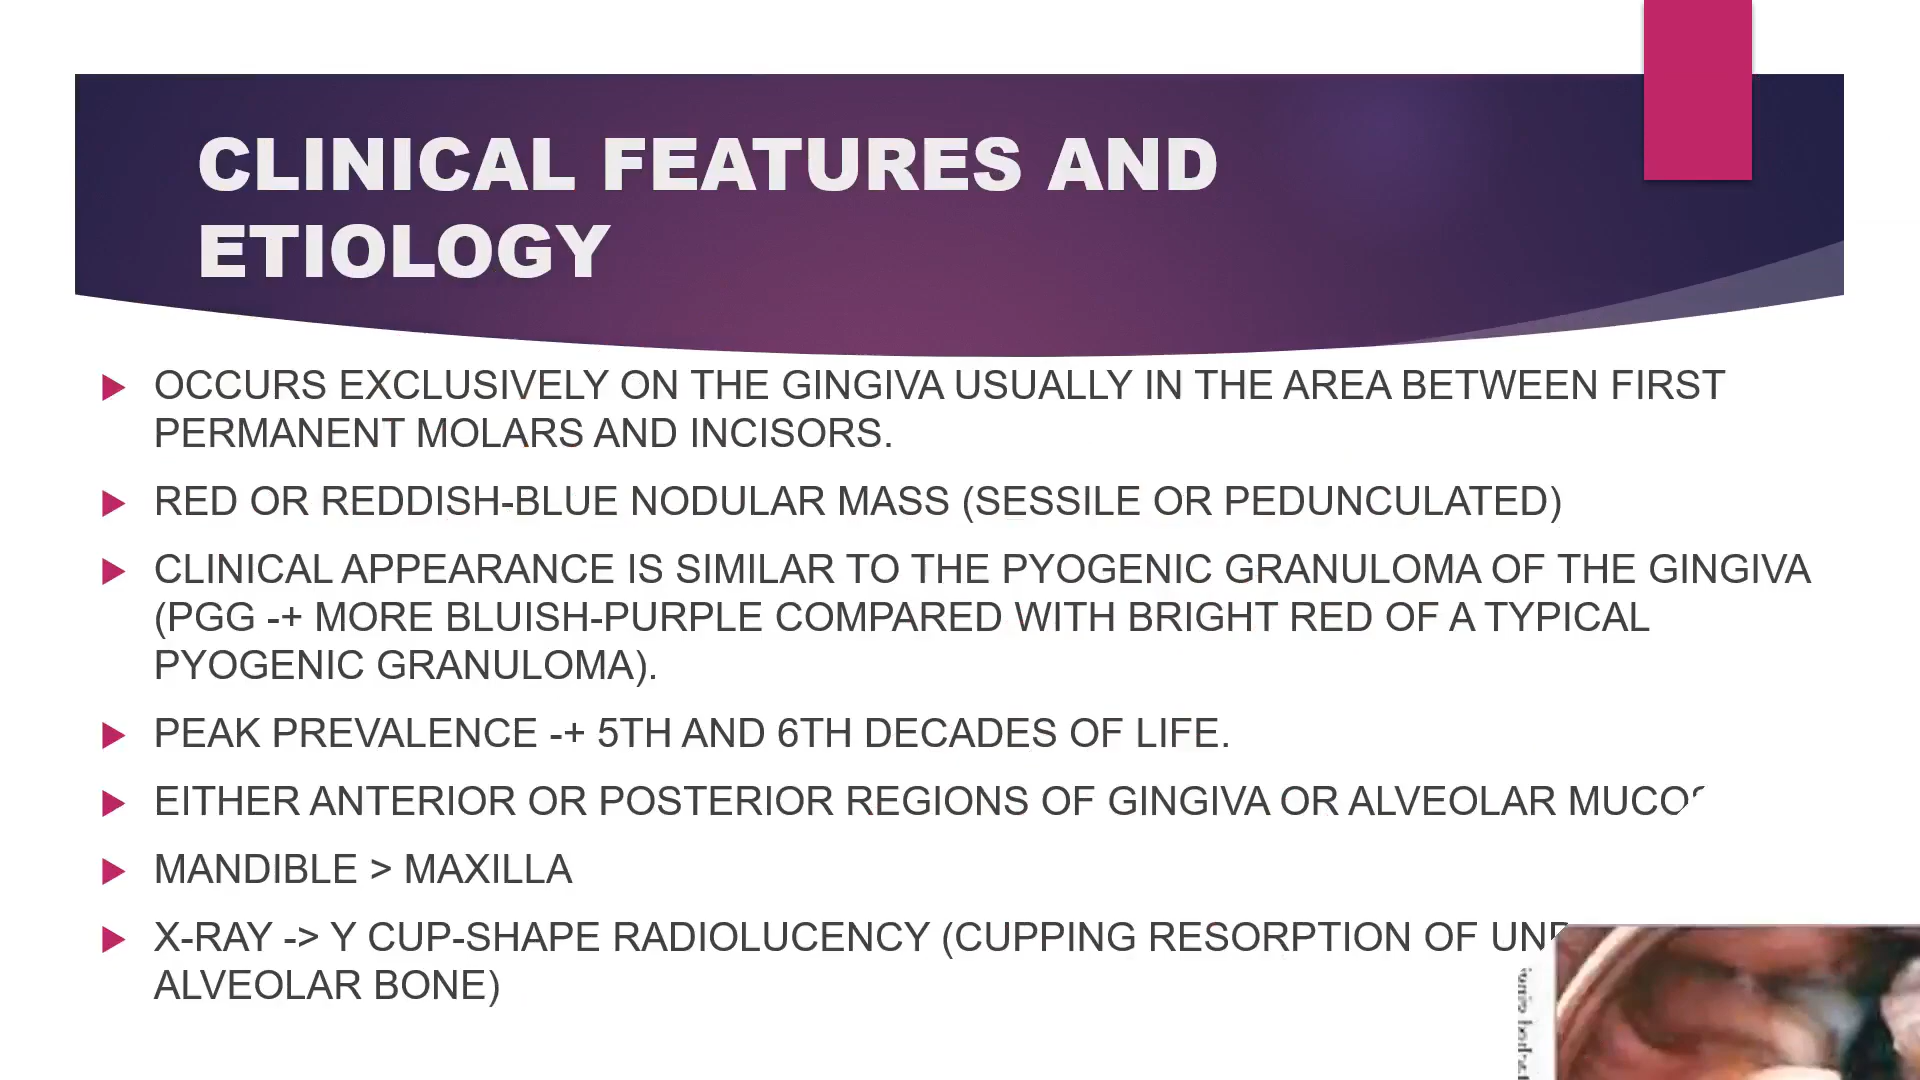 CLINICAL FEATURES AND
ETIOLOGY
OCCURS EXCLUSIVELY ON THE GINGIVA USUALLY IN THE AREA BETWEEN FIRST
PERMANENT MOLARS AND INCISORS.
RED OR REDDISH-BLUE NODULAR MASS (SESSILE OR PEDUNCULATED)
CLINICAL APPEARANCE IS SIMILAR TO THE PYOGENIC GRANULOMA OF THE GINGIVA
(PGG -+ MORE BLUISH-PURPLE COMPARED WITH BRIGHT RED OF A TYPICAL
PYOGENIC GRANULOMA).
PEAK PREVALENCE -+ 5TH AND 6TH DECADES OF LIFE.
EITHER ANTERIOR OR POSTERIOR REGIONS OF GINGIVA OR ALVEOLAR
MANDIBLE > MAXILLA
X-RAY -> Y CUP-SHAPE RADIOLUCENCY (CUPPING RESORPTION OF
ALVEOLAR BONE)